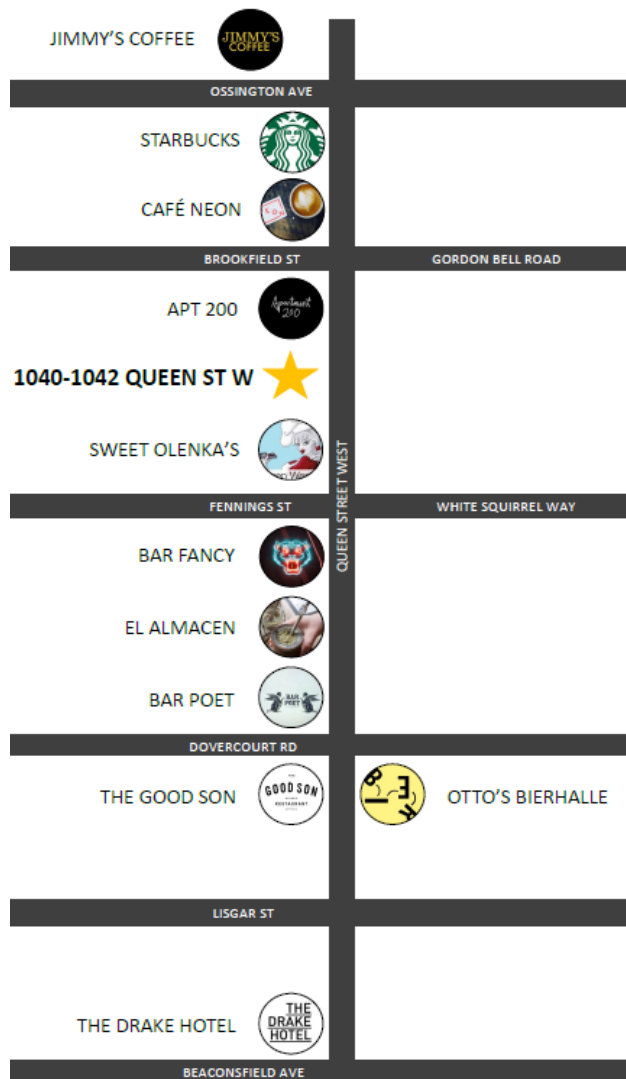 JIMMY'S COFFEE
JIMMY'S
COFFEE
OSSINGTON AVE
STARBUCKS
CAFÉ NEON
BROOKFIELD ST
GORDON BELL ROAD
APT 200
Apartment
200
1040-1042 QUEEN ST W
SWEET OLENKA'S
FENNINGS ST
WHITE SQUIRREL WAY
QUEEN STREET WEST
BAR FANCY
EL ALMACEN
BAR POET
BAR
POET
DOVERCOURT RD
THE GOOD SON
GOOD SON
RESTAURANT
BIER
OTTO'S BIERHALLE
LISGAR ST
THE DRAKE HOTEL
THE
DRAKE
HOTEL
BEACONSFIELD AVE